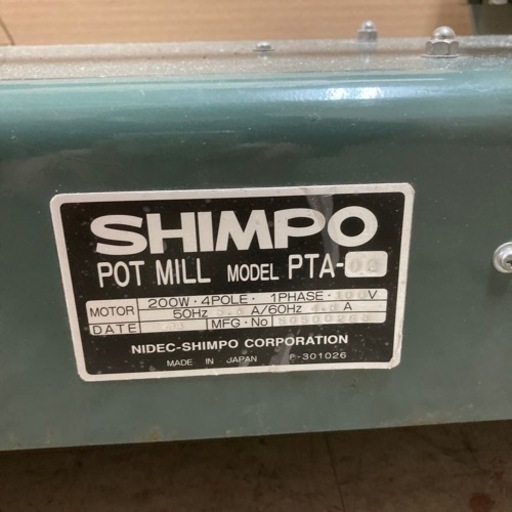 SHIMPO
POT MILL MODEL PTA-
MOTOR 200W・4POLE・1PHASE・100V
50Hz A/60Hz A
DATE MFG・No
NIDEC-SHIMPO CORPORATION
MADE IN JAPAN P-301026